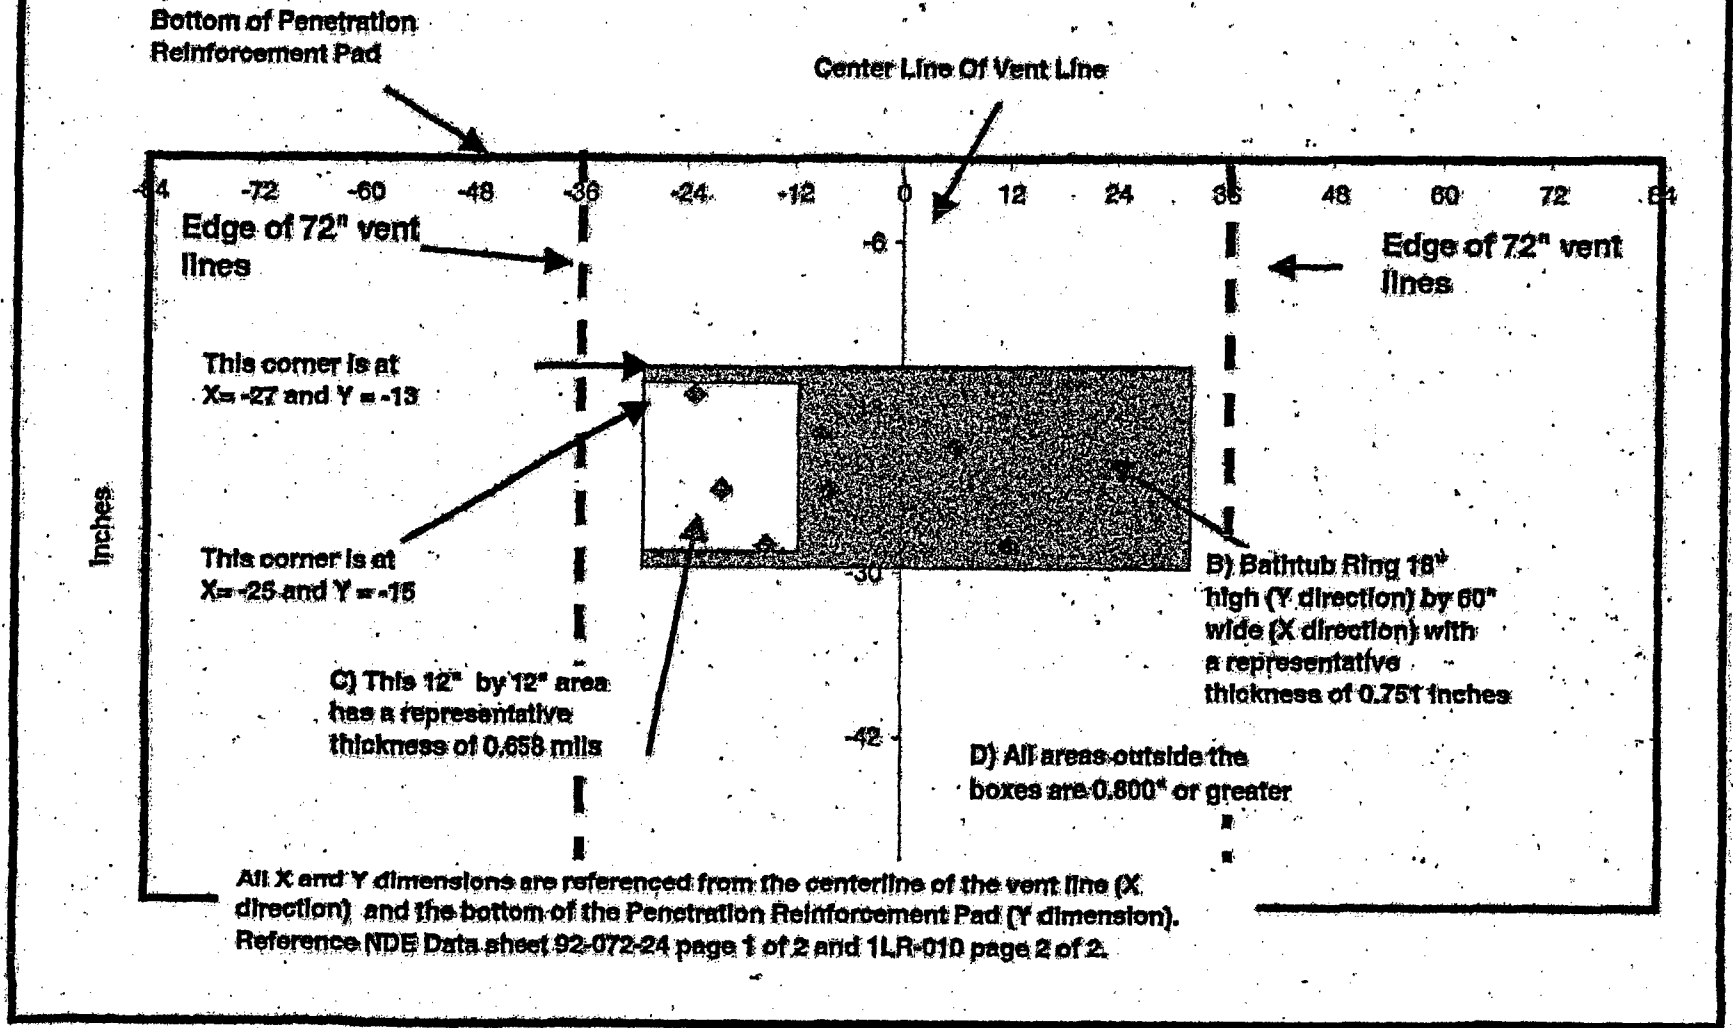 Bottom of Penetration
Reinforcement Pad
Center Line Of Vent Line
-84 -72 -60 -48 -36 -24 -12 0 12 24 36 48 60 72 84
Edge of 72" vent
lines
-6
Edge of 72" vent
lines
This corner is at
X= -27 and Y = -13
Inches
This corner is at
X= -25 and Y = -15
-30
B) Bathtub Ring 18"
high (Y direction) by 60"
wide (X direction) with
a representative
thickness of 0.751 inches
C) This 12" by 12" area
has a representative
thickness of 0.658 mils
-42
D) All areas outside the
boxes are 0.800" or greater
All X and Y dimensions are referenced from the centerline of the vent line (X
direction) and the bottom of the Penetration Reinforcement Pad (Y dimension).
Reference NDE Data sheet 92-072-24 page 1 of 2 and 1LR-010 page 2 of 2.